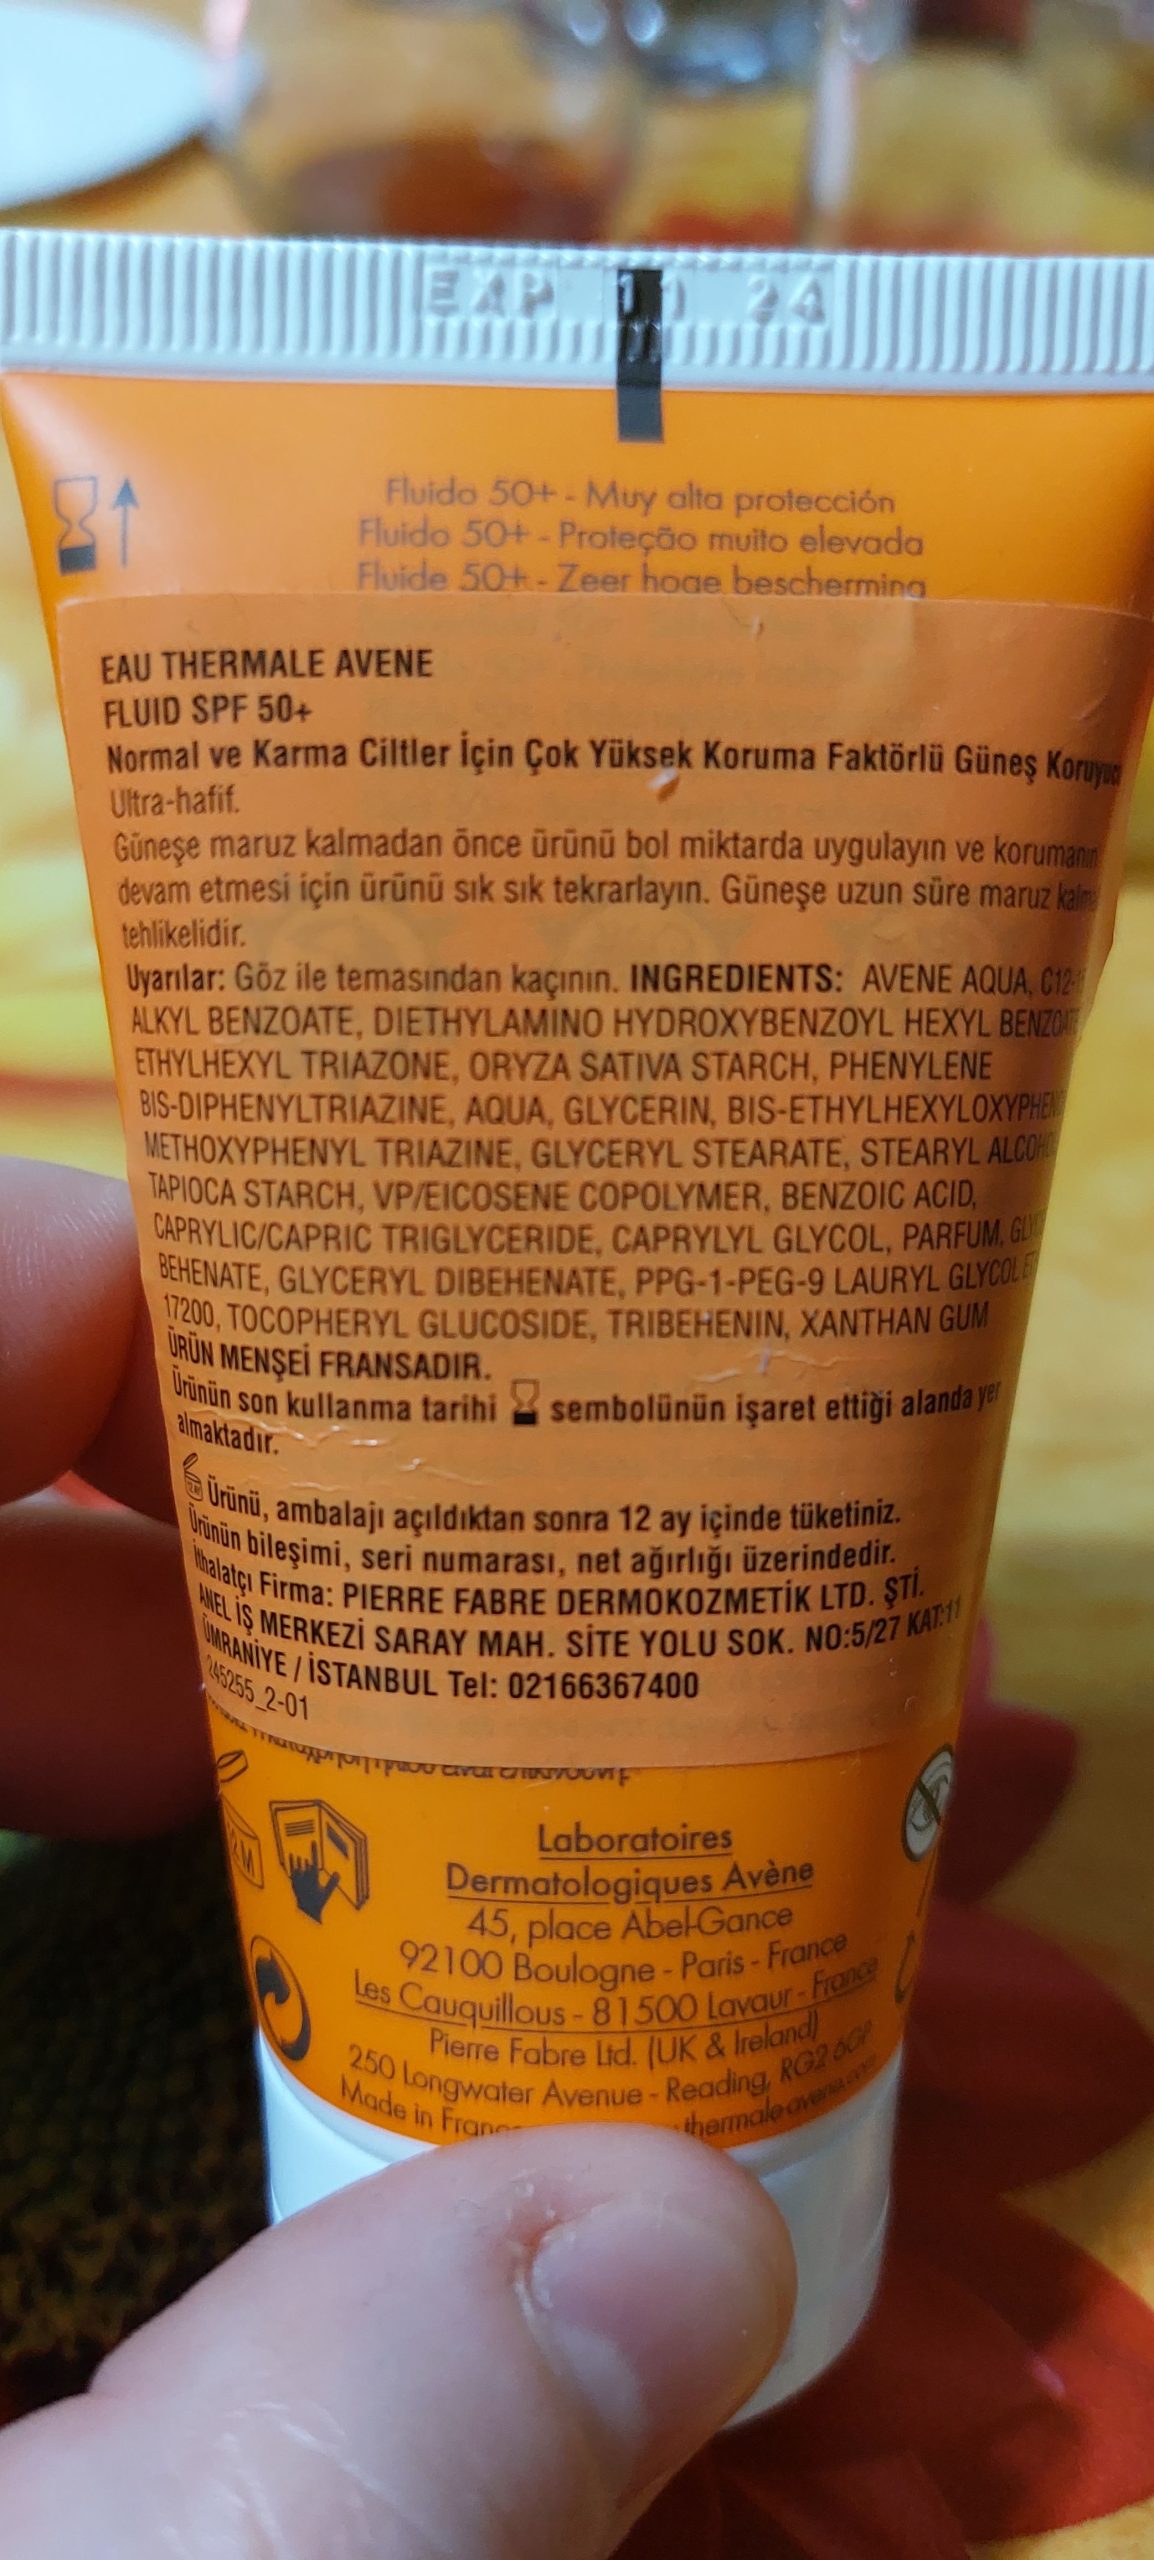 EXP 11 24
Fluido 50+ - Muy alta protección
Fluido 50+ - Proteção muito elevada
Fluide 50+ - Zeer hoge bescherming
EAU THERMALE AVENE
FLUID SPF 50+
Normal ve Karma Ciltler İçin Çok Yüksek Koruma Faktörlü Güneş Koruyucu
Ultra-hafif.
Güneşe maruz kalmadan önce ürünü bol miktarda uygulayın ve korumanın
devam etmesi için ürünü sık sık tekrarlayın. Güneşe uzun süre maruz
tehlikelidir.
Uyarılar: Göz ile temasından kaçının. INGREDIENTS: AVENE AQUA,
ALKYL BENZOATE, DIETHYLAMINO HYDROXYBENZOYL HEXYL BENZOATE
ETHYLHEXYL TRIAZONE, ORYZA SATIVA STARCH, PHENYLENE
BIS-DIPHENYLTRIAZINE, AQUA, GLYCERIN,
METHOXYPHENYL TRIAZINE, GLYCERYL STEARATE, STEARYL
TAPIOCA STARCH, VP/EICOSENE COPOLYMER, BENZOIC ACID,
CAPRYLIC/CAPRIC TRIGLYCERIDE, CAPRYLYL GLYCOL, PARFUM,
BEHENATE, GLYCERYL DIBEHENATE, PPG-1-PEG-9 LAURYL GLYCOL
17200, TOCOPHERYL GLUCOSIDE, TRIBEHENIN, XANTHAN GUM
ÜRÜN MENŞEİ FRANSADIR.
Ürünün son kullanma tarihi sembolünün işaret ettiği alanda yer
almaktadır.
Ürünü, ambalajı açıldıktan sonra 12 ay içinde tüketiniz.
Ürünün bileşimi, seri numarası, net ağırlığı üzerindedir.
İthalatçı Firma: PIERRE FABRE DERMOKOZMETİK LTD. ŞTİ.
ANEL İŞ MERKEZİ SARAY MAH. SİTE YOLU SOK. NO:5/27 KAT:11
ÜMRANİYE / İSTANBUL Tel: 02166367400
245255_2-01
Laboratoires
Dermatologiques Avène
45, place Abel-Gance
92100 Boulogne - Paris - France
Les Cauquillous - 81500 Lavaur - France
Pierre Fabre Ltd. (UK & Ireland)
250 Longwater Avenue - Reading, RG2 6GP
Made in